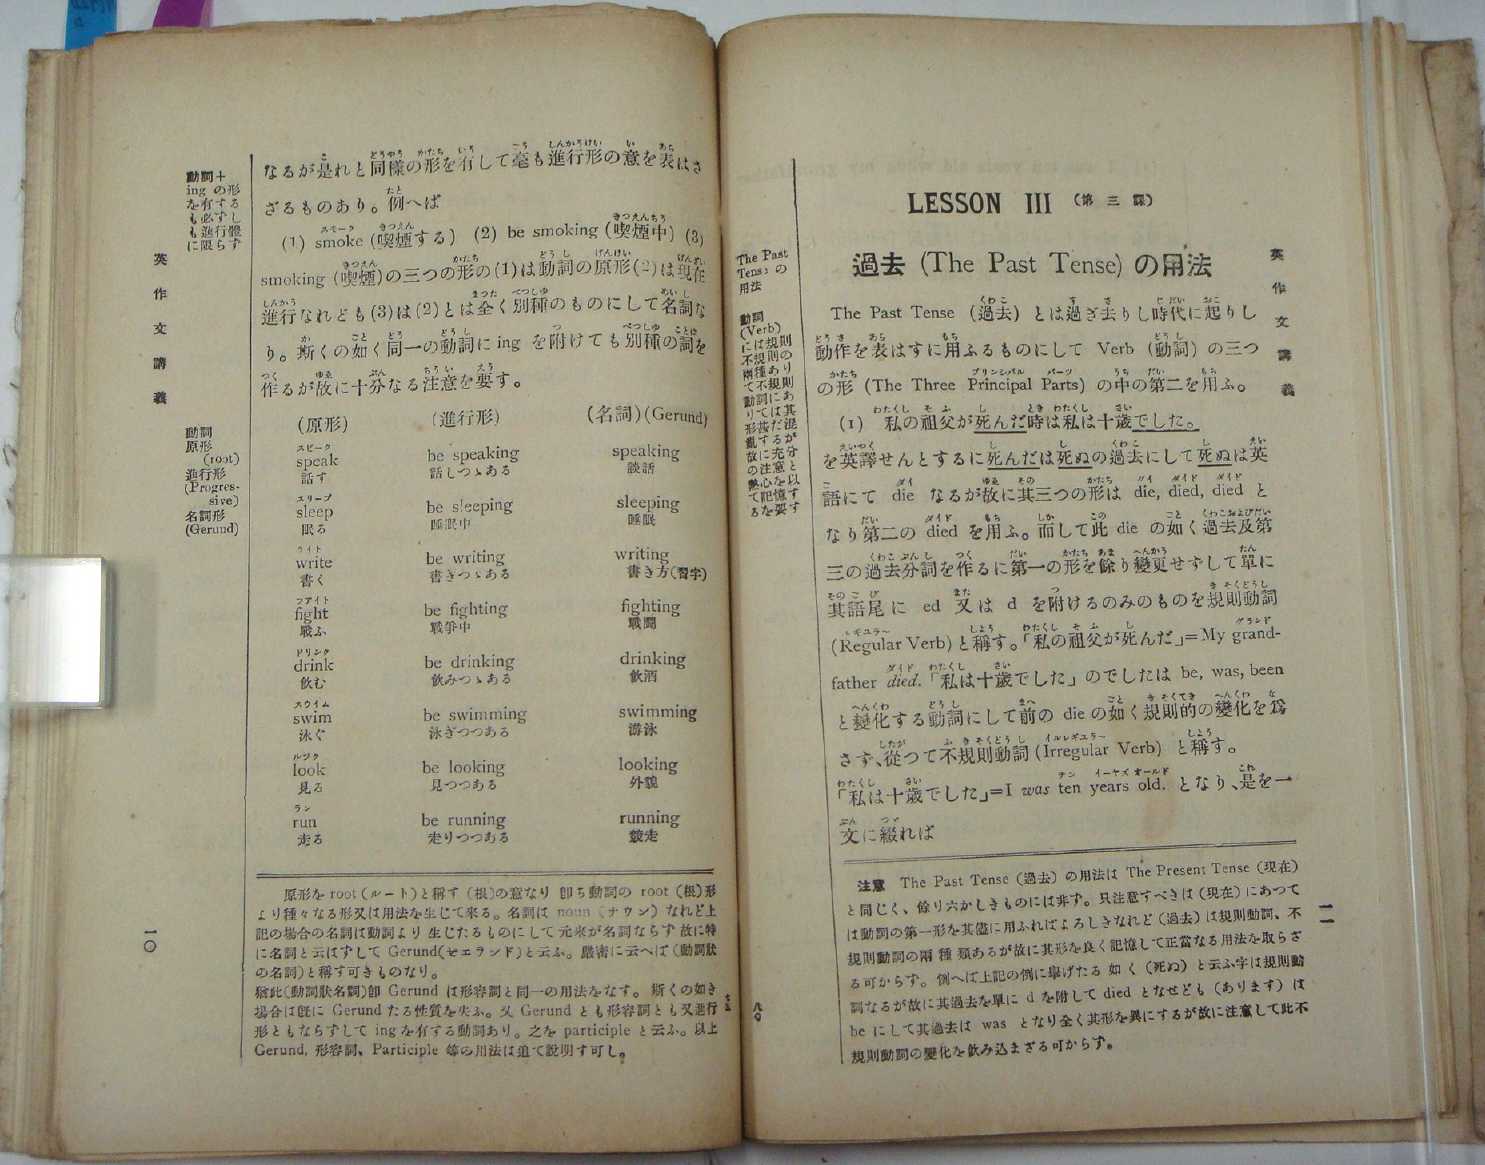 動詞+
ing の形
を有する
も必ずし
も進行體
に限らず
英作文講義
動詞
原形
(root)
進行形
(Progres-
sive)
名詞形
(Gerund)
一〇
なるが是れと同樣の形を有して毫も進行形の意を表はさ
ざるものあり。例へば
(1) smoke (喫煙する) (2) be smoking (喫煙中) (3)
smoking (喫煙)の三つの形の(1)は動詞の原形(2)は現在
進行なれども(3)は(2)とは全く別種のものにして名詞な
り。斯くの如く同一の動詞に ing を附けても別種の詞を
作るが故に十分なる注意を要す。
(原形) (進行形) (名詞)(Gerund)
スピーク
speak be speaking speaking
話す 話しつゝある 談話
スリープ
sleep be sleeping sleeping
眠る 睡眠中 睡眠
ライト
write be writing writing
書く 書きつゝある 書き方(習字)
ファイト
fight be fighting fighting
戰ふ 戰爭中 戰鬪
ドリンク
drink be drinking drinking
飮む 飮みつゝある 飮酒
スウイム
swim be swimming swimming
泳ぐ 泳ぎつつある 游泳
ルツク
look be looking looking
見る 見つつある 外貌
ラン
run be running running
走る 走りつつある 競走
原形を root (ルート)と稱す (根)の意なり 卽ち動詞の root (根)形
より種々なる形又は用法を生じて來る。名詞は noun (ナウン) なれど上
記の場合の名詞は動詞より生じたるものにして元來が名詞ならず故に特
に名詞と云はずして Gerund(ゼエランド)と云ふ。嚴密に云へば(動詞狀
の名詞)と稱す可きものなり。
猶此(動詞狀名詞)卽 Gerund は形容詞と同一の用法をなす。斯くの如き
場合は旣に Gerund たる性質を失ふ。又 Gerund とも形容詞とも又進行
形ともならずして ing を有する動詞あり。之を participle と云ふ。以上
Gerund, 形容詞、Participle 等の用法は追て說明す可し。
LESSON III (第三課)
過去 (The Past Tense) の用法
The Past
Tense の
用法
動詞
(Verb)
には規則
不規則の
兩種あり
て不規則
動詞にあ
りては其
形甚だ混
亂するが
故に充分
の注意と
熱心を以
て記憶す
るを要す
英作文講義
The Past Tense (過去) とは過ぎ去りし時代に起りし
動作を表はすに用ふるものにして Verb (動詞) の三つ
の形 (The Three Principal Parts) の中の第二を用ふ。
(1) 私の祖父が死んだ時は私は十歲でした。
を英譯せんとするに死んだは死ぬの過去にして死ぬは英
語にて die なるが故に其三つの形は die, died, died と
なり第二の died を用ふ。而して此 die の如く過去及第
三の過去分詞を作るに第一の形を餘り變更せずして單に
其語尾に ed 又は d を附けるのみのものを規則動詞
(Regular Verb) と稱す。「私の祖父が死んだ」=My grand-
father died.「私は十歲でした」のでしたは be, was, been
と變化する動詞にして前の die の如く規則的の變化を爲
さず、從つて不規則動詞 (Irregular Verb) と稱す。
「私は十歲でした」=I was ten years old. となり、是を一
文に綴れば
注意 The Past Tense (過去) の用法は The Present Tense (現在)
と同じく、餘り六かしきものには非ず。只注意すべきは (現在) にあつて
は動詞の第一形を其儘に用ふればよろしきなれど (過去) は規則動詞、不
規則動詞の兩種類あるが故に其形を良く記憶して正當なる用法を取らざ
る可からず。例へば上記の例に擧げたる如く (死ぬ) と云ふ字は規則動
詞なるが故に其過去を單に d を附して died となせども (あります) は
be にして其過去は was となり全く其形を異にするが故に注意して此不
規則動詞の變化を飮み込まざる可からず。
一一